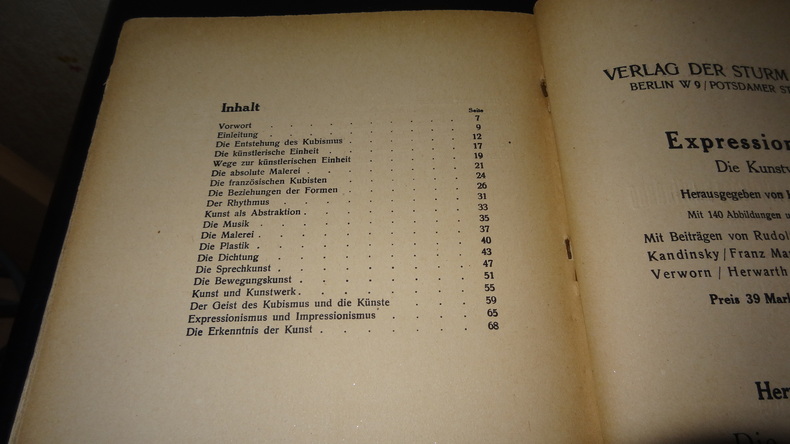 Inhalt
Seite
Vorwort . . . . . . . . . 7
Einleitung . . . . . . . . . 9
Die Entstehung des Kubismus . . . . . . 12
Die künstlerische Einheit . . . . . . . 17
Wege zur künstlerischen Einheit . . . . . 19
Die absolute Malerei . . . . . . . 21
Die französischen Kubisten . . . . . . 24
Die Beziehungen der Formen . . . . . . 26
Der Rhythmus . . . . . . . . 31
Kunst als Abstraktion . . . . . . . 33
Die Musik . . . . . . . . 35
Die Malerei . . . . . . . . 37
Die Plastik . . . . . . . . 40
Die Dichtung . . . . . . . . 43
Die Sprechkunst . . . . . . . 47
Die Bewegungskunst . . . . . . . 51
Kunst und Kunstwerk . . . . . . . 55
Der Geist des Kubismus und die Künste . . . . 59
Expressionismus und Impressionismus . . . . 65
Die Erkenntnis der Kunst . . . . . . 68
VERLAG DER STURM
BERLIN W 9 / POTSDAMER
Expression
Die Kunstw
Herausgegeben von
Mit 140 Abbildungen
Mit Beiträgen von
Kandinsky / Franz
Verworn / Herwarth
Preis 39 Mark
Her